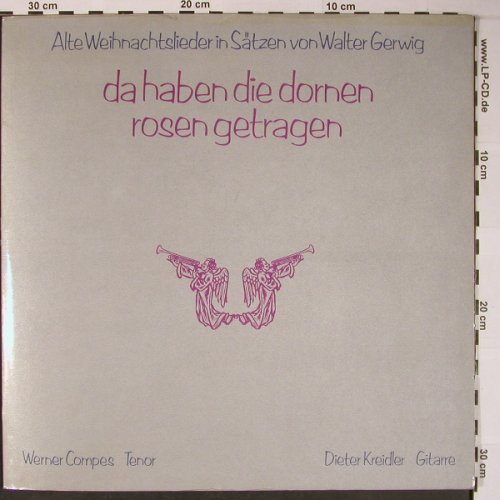 30 cm
20 cm
10 cm
www.LP-CD.de
Alte Weihnachtslieder in Sätzen von Walter Gerwig
da haben die dornen
rosen getragen
10 cm
20 cm
Werner Compes Tenor
Dieter Kreidler Gitarre
30 cm